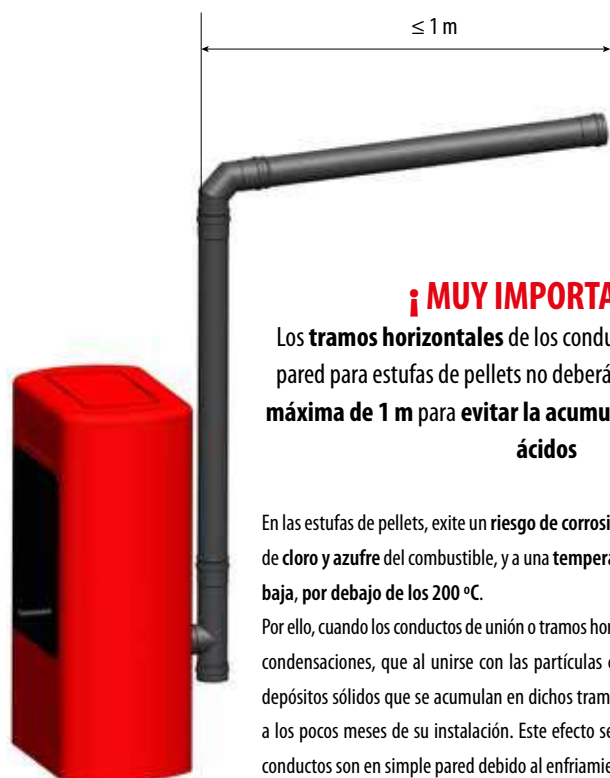 ≤ 1 m
¡ MUY IMPORTA
Los tramos horizontales de los condu
pared para estufas de pellets no deberá
máxima de 1 m para evitar la acumu
ácidos
En las estufas de pellets, exite un riesgo de corrosi
de cloro y azufre del combustible, y a una tempera
baja, por debajo de los 200 ºC.
Por ello, cuando los conductos de unión o tramos hor
condensaciones, que al unirse con las partículas
depósitos sólidos que se acumulan en dichos tram
a los pocos meses de su instalación. Este efecto se
conductos son en simple pared debido al enfriamie